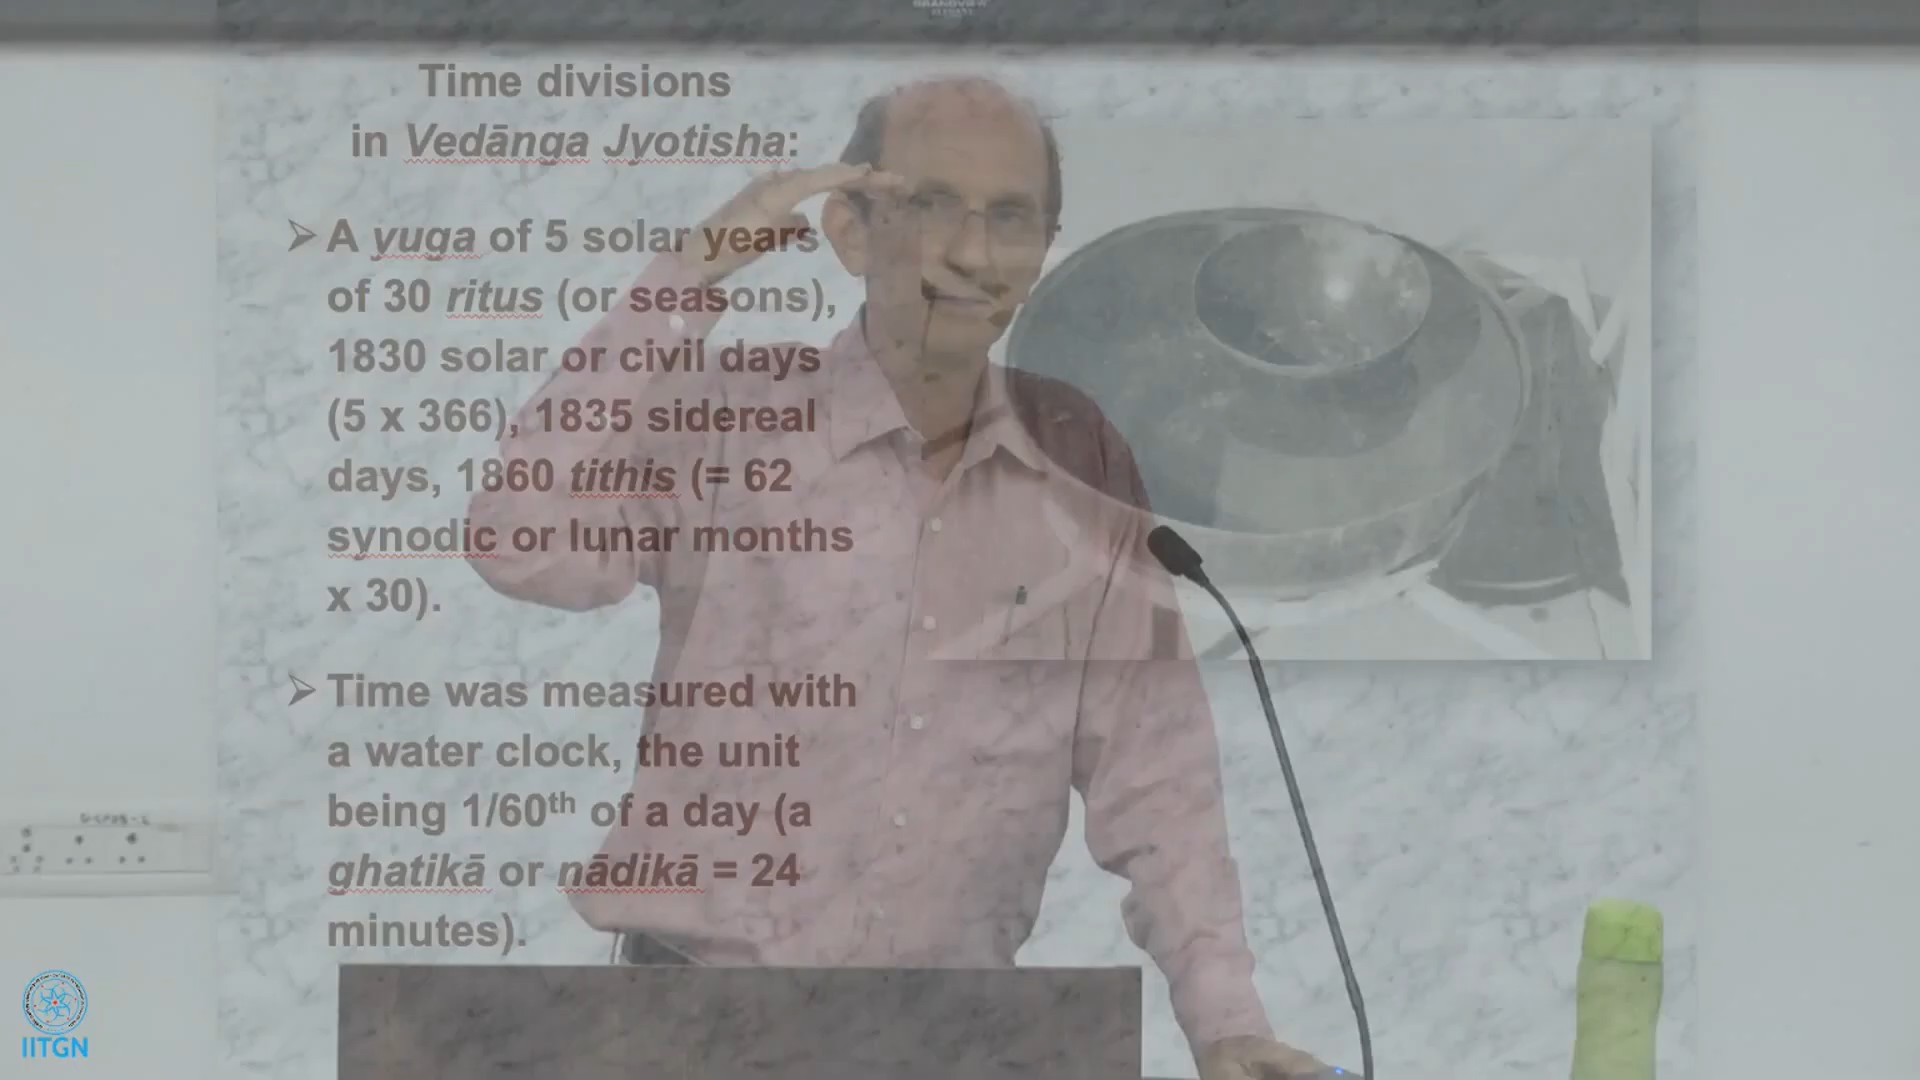 GRANDVIEW
Time divisions
in Vedānga Jyotisha:
➢ A yuga of 5 solar years
of 30 ritus (or seasons),
1830 solar or civil days
(5 x 366), 1835 sidereal
days, 1860 tithis (= 62
synodic or lunar months
x 30).
➢ Time was measured with
a water clock, the unit
being 1/60th of a day (a
ghatikā or nādikā = 24
minutes).
IITGN